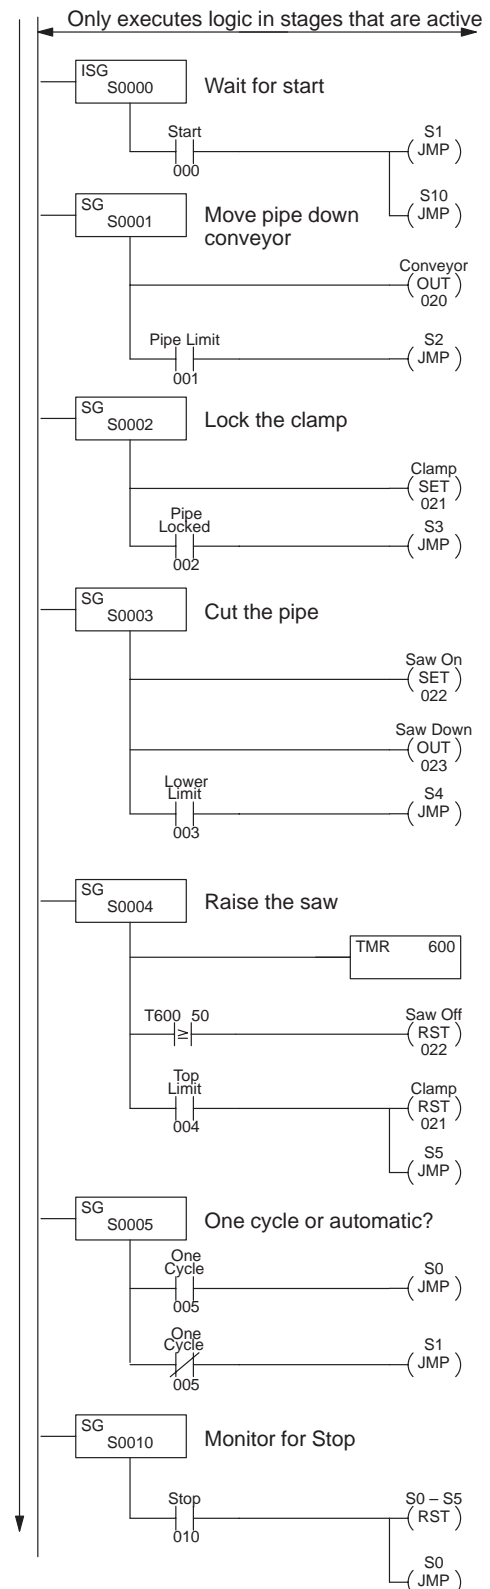 Only executes logic in stages that are active
ISG
S0000
Wait for start
Start
000
S1
JMP
S10
JMP
SG
S0001
Move pipe down
conveyor
Conveyor
OUT
020
Pipe Limit
001
S2
JMP
SG
S0002
Lock the clamp
Clamp
SET
021
Pipe
Locked
002
S3
JMP
SG
S0003
Cut the pipe
Saw On
SET
022
Saw Down
OUT
023
Lower
Limit
003
S4
JMP
SG
S0004
Raise the saw
TMR 600
T600 50
≥
Saw Off
RST
022
Top
Limit
004
Clamp
RST
021
S5
JMP
SG
S0005
One cycle or automatic?
One
Cycle
005
S0
JMP
One
Cycle
005
S1
JMP
SG
S0010
Monitor for Stop
Stop
010
S0 – S5
RST
S0
JMP